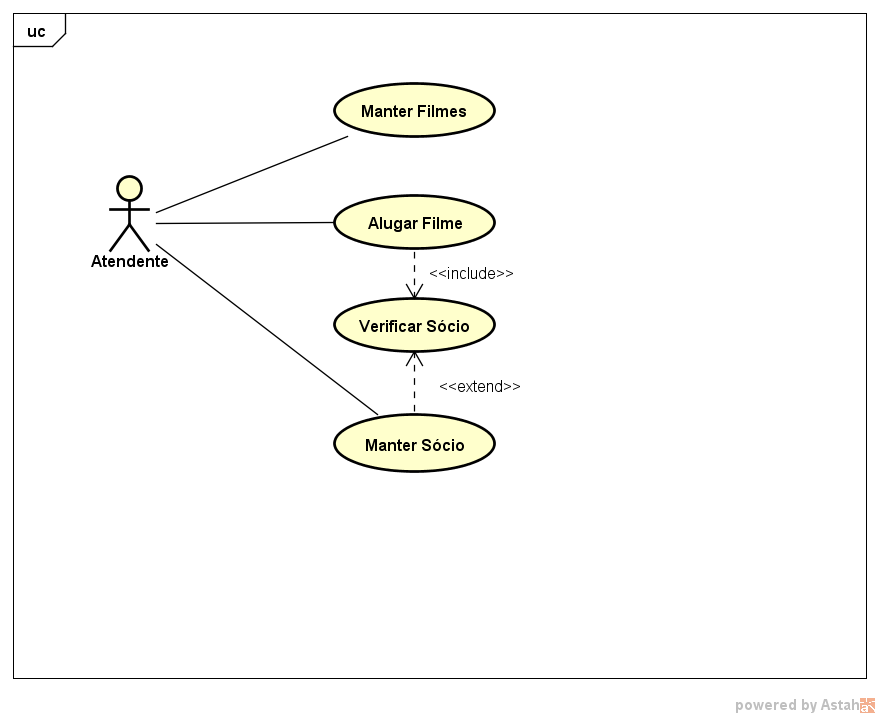 uc
Manter Filmes
Alugar Filme
Atendente
<<include>>
Verificar Sócio
<<extend>>
Manter Sócio
powered by Astah